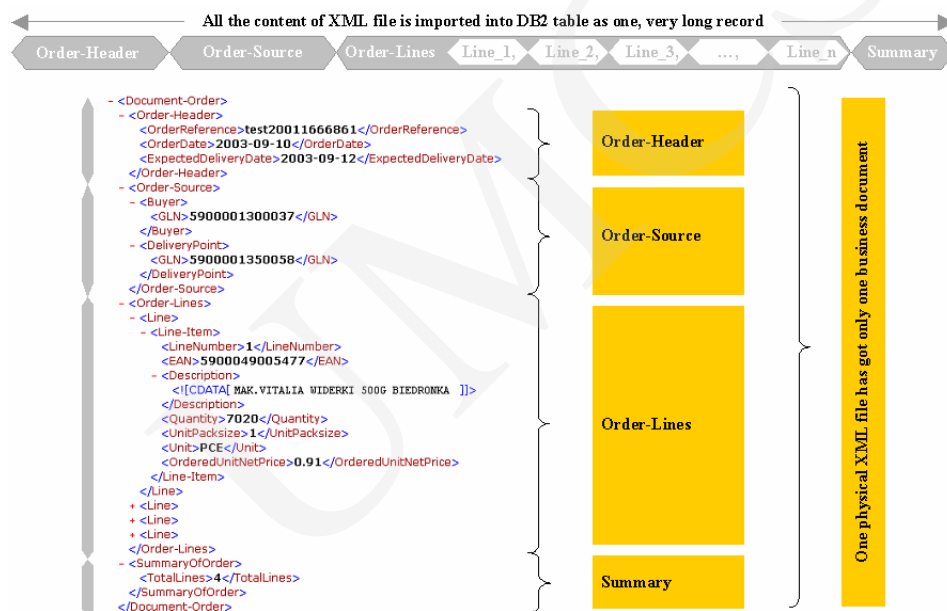 All the content of XML file is imported into DB2 table as one, very long record
Order-Header Order-Source Order-Lines Line_1, Line_2, Line_3, ..., Line_n Summary
- <Document-Order>
- <Order-Header>
<OrderReference>test20011666861</OrderReference>
<OrderDate>2003-09-10</OrderDate>
<ExpectedDeliveryDate>2003-09-12</ExpectedDeliveryDate>
</Order-Header>
- <Order-Source>
- <Buyer>
<GLN>5900001300037</GLN>
</Buyer>
- <DeliveryPoint>
<GLN>5900001350058</GLN>
</DeliveryPoint>
</Order-Source>
- <Order-Lines>
- <Line>
- <Line-Item>
<LineNumber>1</LineNumber>
<EAN>5900049005477</EAN>
- <Description>
<![CDATA[ MAK.VITALIA WIDERKI 500G BIEDRONKA ]]>
</Description>
<Quantity>7020</Quantity>
<UnitPacksize>1</UnitPacksize>
<Unit>PCE</Unit>
<OrderedUnitNetPrice>0.91</OrderedUnitNetPrice>
</Line-Item>
</Line>
+ <Line>
+ <Line>
+ <Line>
</Order-Lines>
- <SummaryOfOrder>
<TotalLines>4</TotalLines>
</SummaryOfOrder>
</Document-Order>
Order-Header
Order-Source
Order-Lines
Summary
One physical XML file has got only one business document
UMCS